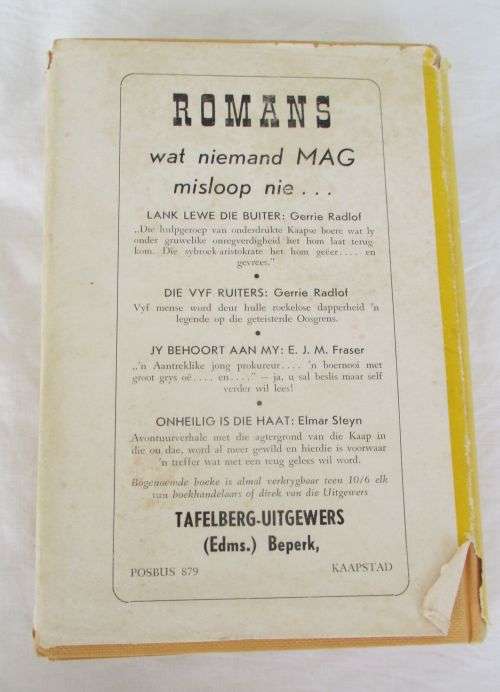 ROMANS
wat niemand MAG
misloop nie...
LANK LEWE DIE BUITER: Gerrie Radlof
„Die hulpgeroep van onderdrukte Kaapse boere wat ly
onder gruwelike onregverdigheid het hom laat terug-
kom. Die sybroek-aristokrate het hom geëer.... en
gevrees.”
•
DIE VYF RUITERS: Gerrie Radlof
Vyf mense word deur hulle roekelose dapperheid 'n
legende op die geteisterde Oosgrens.
•
JY BEHOORT AAN MY: E. J. M. Fraser
„'n Aantreklike jong prokureur.... 'n boernooi met
groot grys oë.... en....” — ja, u sal beslis maar self
verder wil lees!
•
ONHEILIG IS DIE HAAT: Elmar Steyn
Avontuurverhale met die agtergrond van die Kaap in
die ou dae, word al meer gewild en hierdie is voorwaar
'n treffer wat met een teug gelees wil word.
Bogenoemde boeke is almal verkrygbaar teen 10/6 elk
van boekhandelaars of direk van die Uitgewers
TAFELBERG-UITGEWERS
(Edms.) Beperk,
POSBUS 879 KAAPSTAD